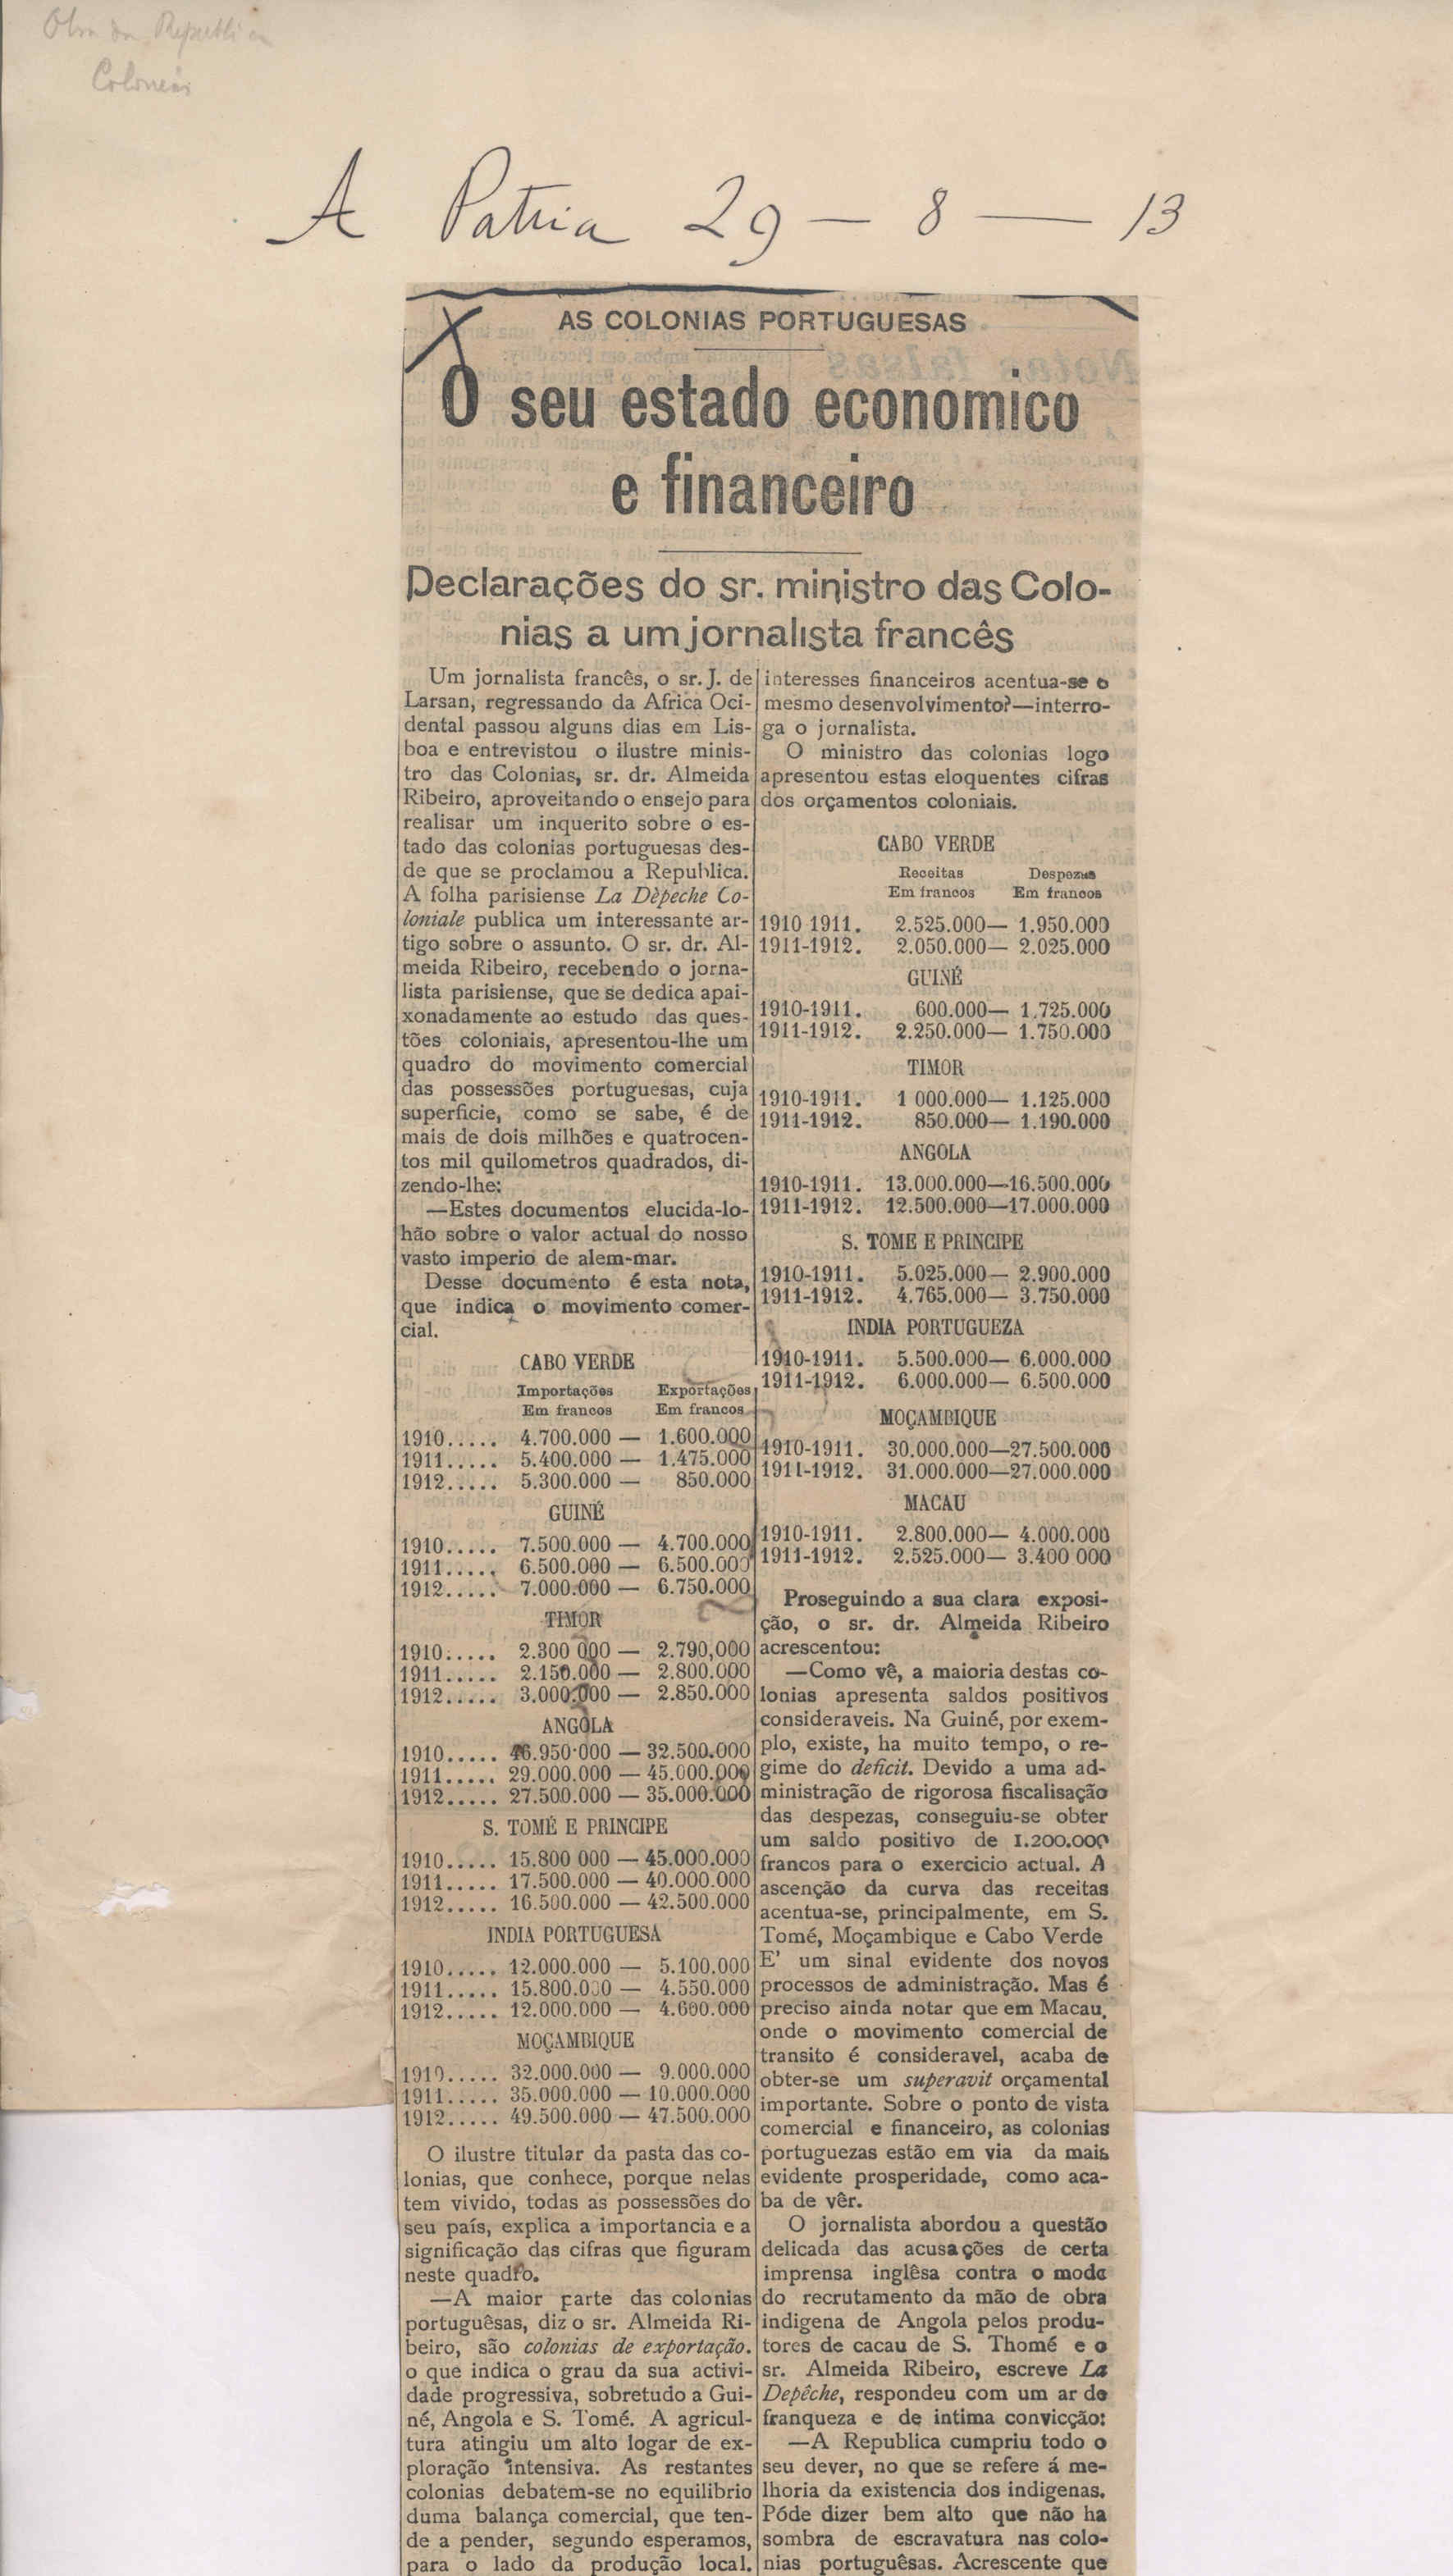 Colonias
A Patria 29 — 8 — 13
AS COLONIAS PORTUGUESAS
O seu estado economico
e financeiro
Declarações do sr. ministro das Colo-
nias a um jornalista francês
Um jornalista francês, o sr. J. de
Larsan, regressando da Africa Oci-
dental passou alguns dias em Lis-
boa e entrevistou o ilustre minis-
tro das Colonias, sr. dr. Almeida
Ribeiro, aproveitando o ensejo para
realisar um inquerito sobre o es-
tado das colonias portuguesas des-
de que se proclamou a Republica.
A folha parisiense La Dèpeche Co-
loniale publica um interessante ar-
tigo sobre o assunto. O sr. dr. Al-
meida Ribeiro, recebendo o jorna-
lista parisiense, que se dedica apai-
xonadamente ao estudo das ques-
tões coloniais, apresentou-lhe um
quadro do movimento comercial
das possessões portuguesas, cuja
superficie, como se sabe, é de
mais de dois milhões e quatrocen-
tos mil quilometros quadrados, di-
zendo-lhe:
—Estes documentos elucida-lo-
hão sobre o valor actual do nosso
vasto imperio de alem-mar.
Desse documento é esta nota,
que indica o movimento comer-
cial.
CABO VERDE
Importações Exportações
Em francos Em francos
1910..... 4.700.000 — 1.600.000
1911..... 5.400.000 — 1.475.000
1912..... 5.300.000 — 850.000
GUINÉ
1910..... 7.500.000 — 4.700.000
1911..... 6.500.000 — 6.500.000
1912..... 7.000.000 — 6.750.000
TIMOR
1910..... 2.300 000 — 2.790,000
1911..... 2.150.000 — 2.800.000
1912..... 3.000.000 — 2.850.000
ANGOLA
1910..... 46.950.000 — 32.500.000
1911..... 29.000.000 — 45.000.000
1912..... 27.500.000 — 35.000.000
S. TOMÉ E PRINCIPE
1910..... 15.800 000 — 45.000.000
1911..... 17.500.000 — 40.000.000
1912..... 16.500.000 — 42.500.000
INDIA PORTUGUESA
1910..... 12.000.000 — 5.100.000
1911..... 15.800.000 — 4.550.000
1912..... 12.000.000 — 4.600.000
MOÇAMBIQUE
1910..... 32.000.000 — 9.000.000
1911..... 35.000.000 — 10.000.000
1912..... 49.500.000 — 47.500.000
O ilustre titular da pasta das co-
lonias, que conhece, porque nelas
tem vivido, todas as possessões do
seu país, explica a importancia e a
significação das cifras que figuram
neste quadro.
—A maior parte das colonias
portuguêsas, diz o sr. Almeida Ri-
beiro, são colonias de exportação.
o que indica o grau da sua activi-
dade progressiva, sobretudo a Gui-
né, Angola e S. Tomé. A agricul-
tura atingiu um alto logar de ex-
ploração intensiva. As restantes
colonias debatem-se no equilibrio
duma balança comercial, que ten-
de a pender, segundo esperamos,
para o lado da produção local.
interesses financeiros acentua-se o
mesmo desenvolvimento?—interro-
ga o jornalista.
O ministro das colonias logo
apresentou estas eloquentes cifras
dos orçamentos coloniais.
CABO VERDE
Receitas Despezas
Em francos Em francos
1910 1911. 2.525.000— 1.950.000
1911-1912. 2.050.000— 2.025.000
GUINÉ
1910-1911. 600.000— 1.725.000
1911-1912. 2.250.000— 1.750.000
TIMOR
1910-1911. 1 000.000— 1.125.000
1911-1912. 850.000— 1.190.000
ANGOLA
1910-1911. 13.000.000—16.500.000
1911-1912. 12.500.000—17.000.000
S. TOME E PRINCIPE
1910-1911. 5.025.000— 2.900.000
1911-1912. 4.765.000— 3.750.000
INDIA PORTUGUEZA
1910-1911. 5.500.000— 6.000.000
1911-1912. 6.000.000— 6.500.000
MOÇAMBIQUE
1910-1911. 30.000.000—27.500.000
1911-1912. 31.000.000—27.000.000
MACAU
1910-1911. 2.800.000— 4.000.000
1911-1912. 2.525.000— 3.400 000
Proseguindo a sua clara exposi-
ção, o sr. dr. Almeida Ribeiro
acrescentou:
—Como vê, a maioria destas co-
lonias apresenta saldos positivos
consideraveis. Na Guiné, por exem-
plo, existe, ha muito tempo, o re-
gime do deficit. Devido a uma ad-
ministração de rigorosa fiscalisação
das despezas, conseguiu-se obter
um saldo positivo de 1.200.000
francos para o exercicio actual. A
ascenção da curva das receitas
acentua-se, principalmente, em S.
Tomé, Moçambique e Cabo Verde
E' um sinal evidente dos novos
processos de administração. Mas é
preciso ainda notar que em Macau,
onde o movimento comercial de
transito é consideravel, acaba de
obter-se um superavit orçamental
importante. Sobre o ponto de vista
comercial e financeiro, as colonias
portuguezas estão em via da mais
evidente prosperidade, como aca-
ba de vêr.
O jornalista abordou a questão
delicada das acusações de certa
imprensa inglêsa contra o modo
do recrutamento da mão de obra
indigena de Angola pelos produ-
tores de cacau de S. Thomé e o
sr. Almeida Ribeiro, escreve La
Depêche, respondeu com um ar de
franqueza e de intima convicção:
—A Republica cumpriu todo o
seu dever, no que se refere á me-
lhoria da existencia dos indigenas.
Póde dizer bem alto que não ha
sombra de escravatura nas colo-
nias portuguêsas. Acrescente que